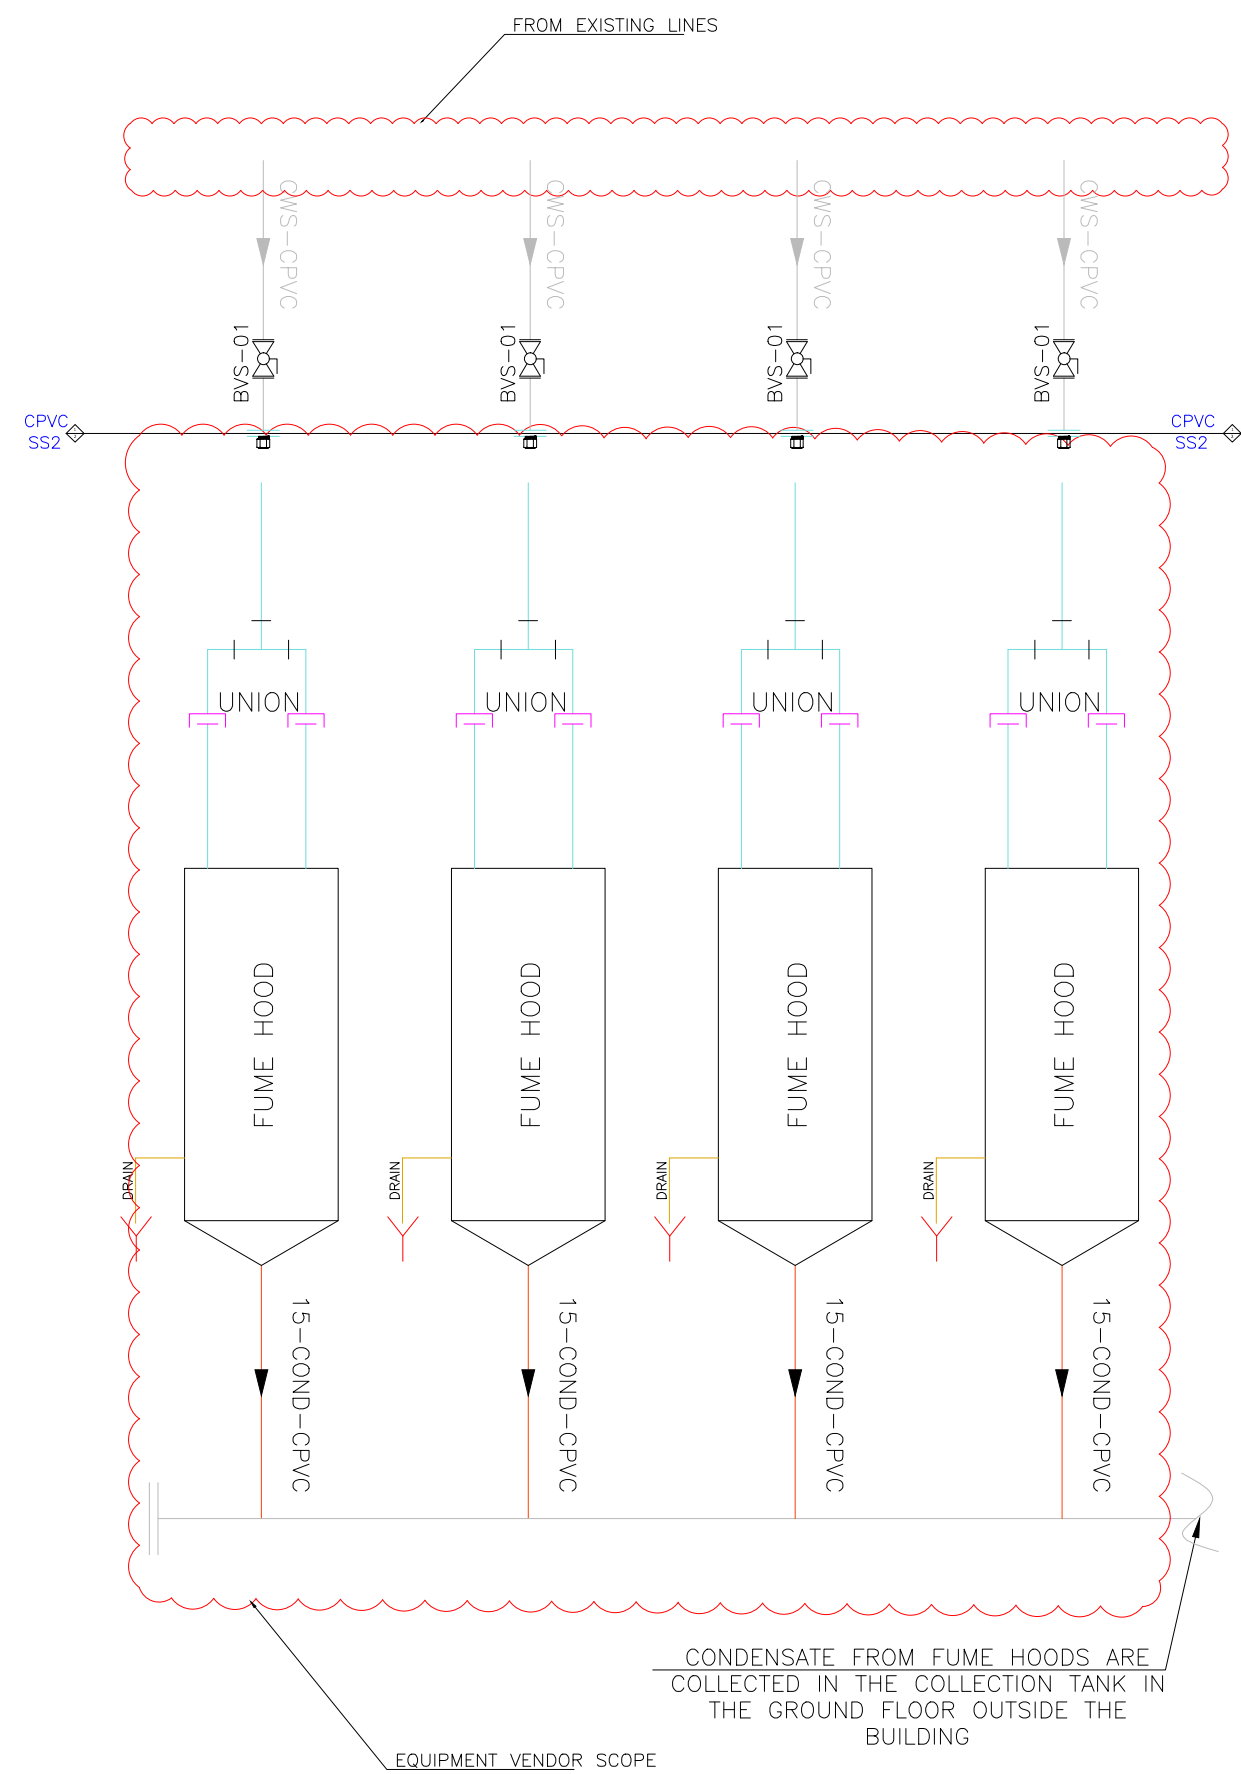 FROM EXISTING LINES
CWS-CPVC
CWS-CPVC
CWS-CPVC
CWS-CPVC
BVS-01
BVS-01
BVS-01
BVS-01
CPVC
SS2
CPVC
SS2
UNION
UNION
UNION
UNION
FUME HOOD
FUME HOOD
FUME HOOD
FUME HOOD
DRAIN
DRAIN
DRAIN
DRAIN
15-COND-CPVC
15-COND-CPVC
15-COND-CPVC
15-COND-CPVC
CONDENSATE FROM FUME HOODS ARE
COLLECTED IN THE COLLECTION TANK IN
THE GROUND FLOOR OUTSIDE THE
BUILDING
EQUIPMENT VENDOR SCOPE